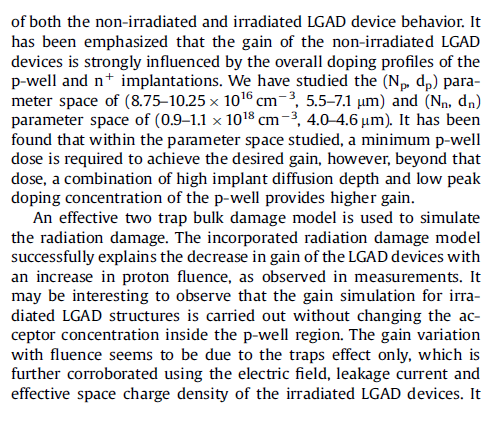 of both the non-irradiated and irradiated LGAD device behavior. It
has been emphasized that the gain of the non-irradiated LGAD
devices is strongly influenced by the overall doping profiles of the
p-well and n⁺ implantations. We have studied the (Nₚ, dₚ) para-
meter space of (8.75–10.25 × 10¹⁶ cm⁻³, 5.5–7.1 μm) and (Nₙ, dₙ)
parameter space of (0.9–1.1 × 10¹⁸ cm⁻³, 4.0–4.6 μm). It has been
found that within the parameter space studied, a minimum p-well
dose is required to achieve the desired gain, however, beyond that
dose, a combination of high implant diffusion depth and low peak
doping concentration of the p-well provides higher gain.
An effective two trap bulk damage model is used to simulate
the radiation damage. The incorporated radiation damage model
successfully explains the decrease in gain of the LGAD devices with
an increase in proton fluence, as observed in measurements. It
may be interesting to observe that the gain simulation for irra-
diated LGAD structures is carried out without changing the ac-
ceptor concentration inside the p-well region. The gain variation
with fluence seems to be due to the traps effect only, which is
further corroborated using the electric field, leakage current and
effective space charge density of the irradiated LGAD devices. It